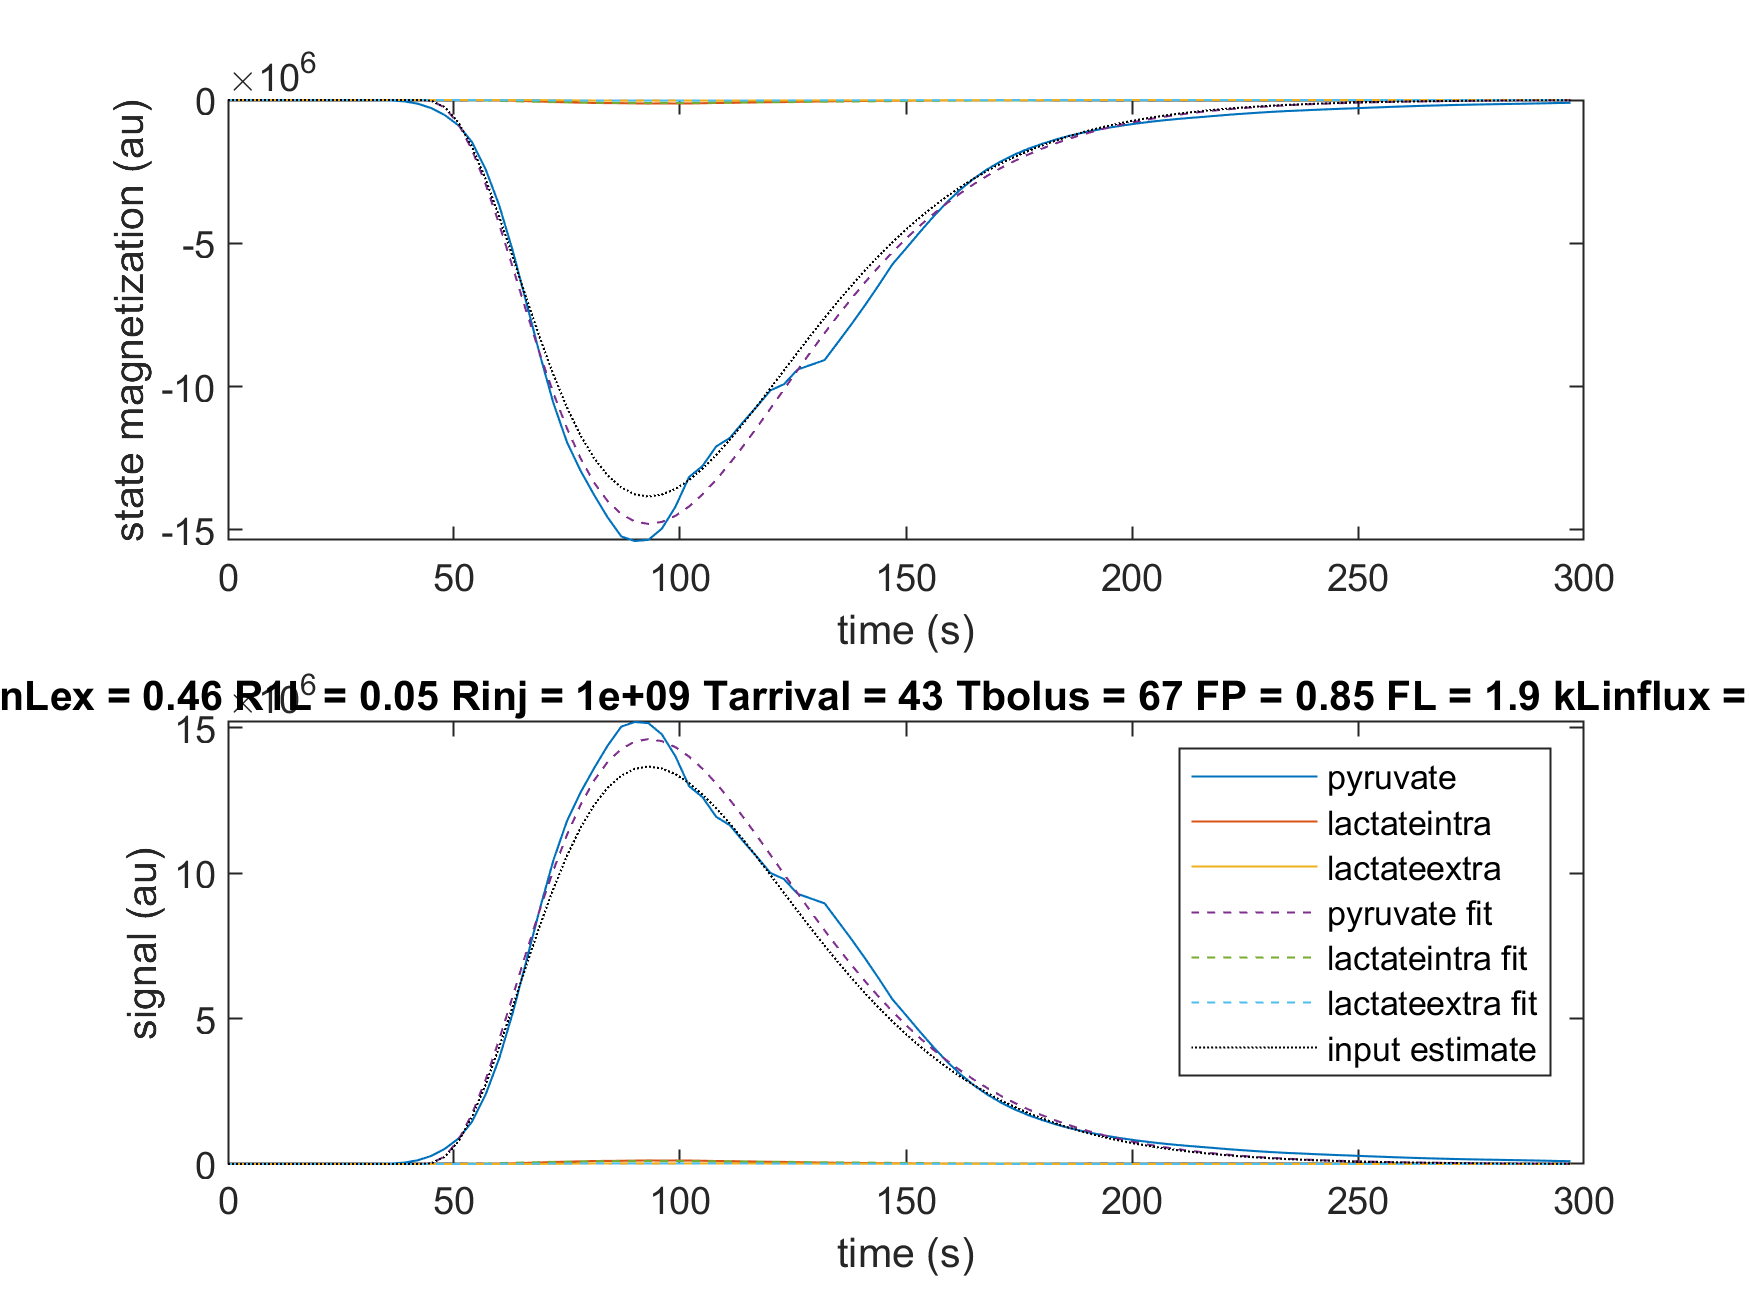 ×10⁶
0
-5
-10
-15
state magnetization (au)
0 50 100 150 200 250 300
time (s)
nLex = 0.46 R1L = 0.05 Rinj = 1e+09 Tarrival = 43 Tbolus = 67 FP = 0.85 FL = 1.9 kLinflux =
×10⁶
15
10
5
0
signal (au)
pyruvate
lactateintra
lactateextra
pyruvate fit
lactateintra fit
lactateextra fit
input estimate
0 50 100 150 200 250 300
time (s)